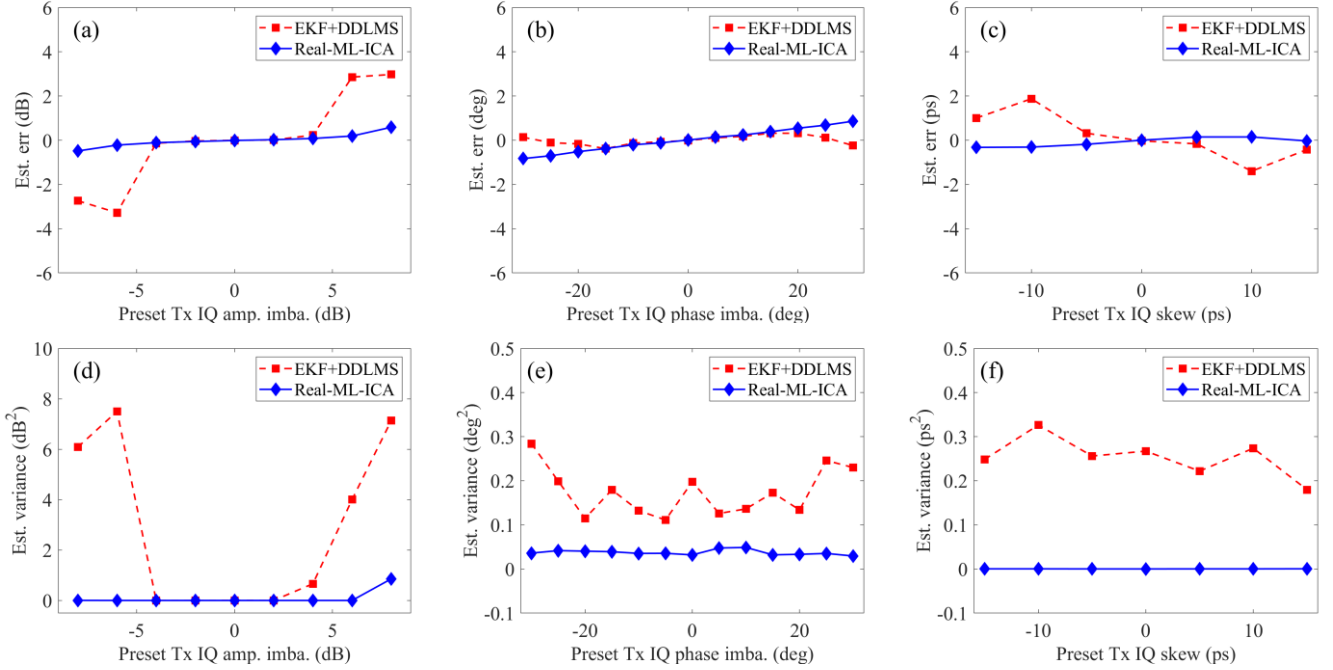 (a)
EKF+DDLMS
Real-ML-ICA
6
4
2
0
-2
-4
-6
Est. err (dB)
-5
0
5
Preset Tx IQ amp. imba. (dB)
(b)
EKF+DDLMS
Real-ML-ICA
6
4
2
0
-2
-4
-6
Est. err (deg)
-20
0
20
Preset Tx IQ phase imba. (deg)
(c)
EKF+DDLMS
Real-ML-ICA
6
4
2
0
-2
-4
-6
Est. err (ps)
-10
0
10
Preset Tx IQ skew (ps)
(d)
EKF+DDLMS
Real-ML-ICA
10
8
6
4
2
0
Est. variance (dB²)
-5
0
5
Preset Tx IQ amp. imba. (dB)
(e)
EKF+DDLMS
Real-ML-ICA
0.5
0.4
0.3
0.2
0.1
0
-0.1
Est. variance (deg²)
-20
0
20
Preset Tx IQ phase imba. (deg)
(f)
EKF+DDLMS
Real-ML-ICA
0.5
0.4
0.3
0.2
0.1
0
-0.1
Est. variance (ps²)
-10
0
10
Preset Tx IQ skew (ps)